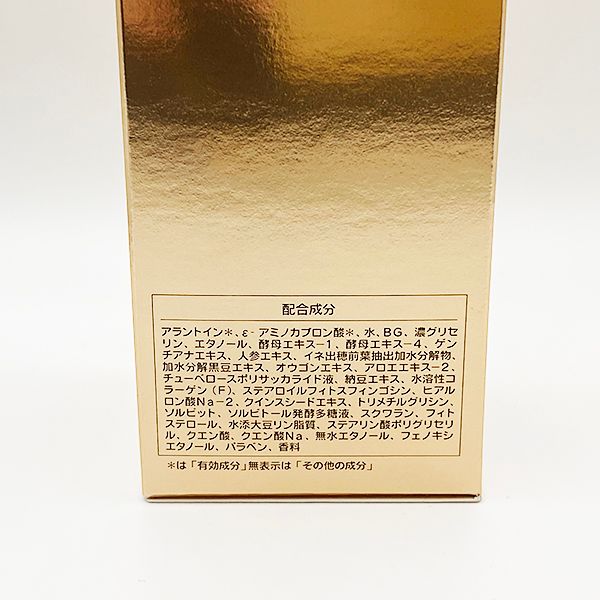 配合成分
アラントイン＊、ε-アミノカプロン酸＊、水、BG、濃グリセ
リン、エタノール、酵母エキス-1、酵母エキス-4、ゲン
チアナエキス、人参エキス、イネ出穂前葉抽出加水分解物、
加水分解黒豆エキス、オウゴンエキス、アロエエキス-2、
チューベロースポリサッカライド液、納豆エキス、水溶性コ
ラーゲン（F）、ステアロイルフィトスフィンゴシン、ヒアル
ロン酸Na-2、クインスシードエキス、トリメチルグリシン、
ソルビット、ソルビトール発酵多糖液、スクワラン、フィト
ステロール、水添大豆リン脂質、ステアリン酸ポリグリセリ
ル、クエン酸、クエン酸Na、無水エタノール、フェノキシ
エタノール、パラベン、香料
＊は「有効成分」無表示は「その他の成分」